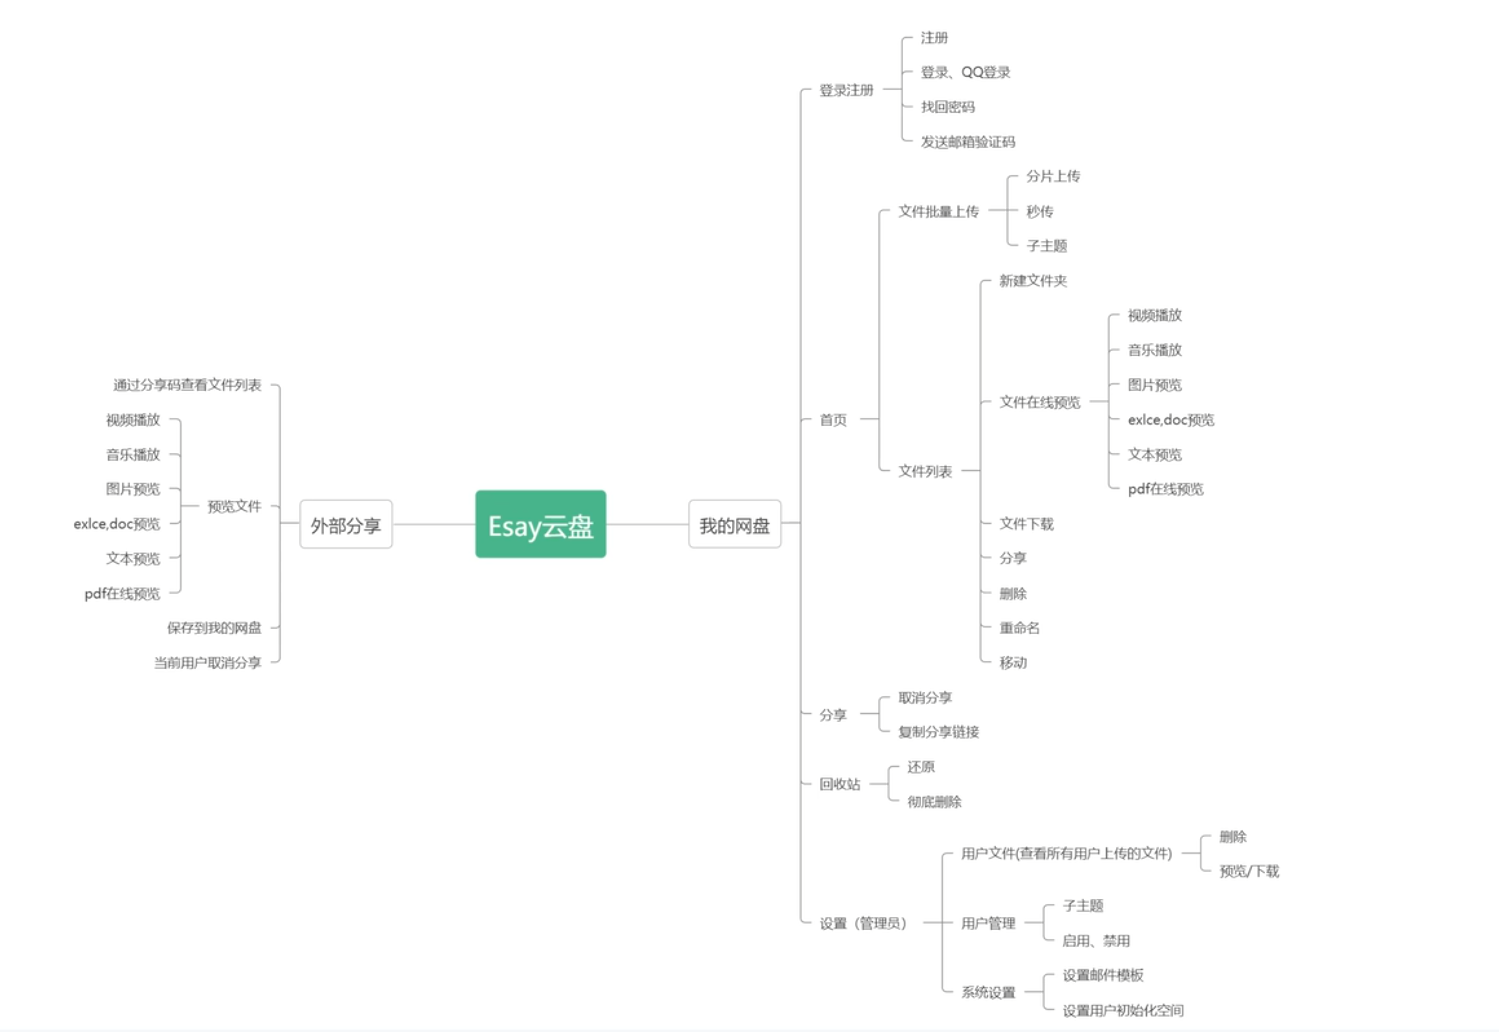 Esay云盘
我的网盘
登录注册
注册
登录、QQ登录
找回密码
发送邮箱验证码
首页
文件批量上传
分片上传
秒传
子主题
文件列表
新建文件夹
文件在线预览
视频播放
音乐播放
图片预览
exlce,doc预览
文本预览
pdf在线预览
文件下载
分享
删除
重命名
移动
分享
取消分享
复制分享链接
回收站
还原
彻底删除
设置（管理员）
用户文件(查看所有用户上传的文件)
删除
预览/下载
用户管理
子主题
启用、禁用
系统设置
设置邮件模板
设置用户初始化空间
外部分享
通过分享码查看文件列表
预览文件
视频播放
音乐播放
图片预览
exlce,doc预览
文本预览
pdf在线预览
保存到我的网盘
当前用户取消分享